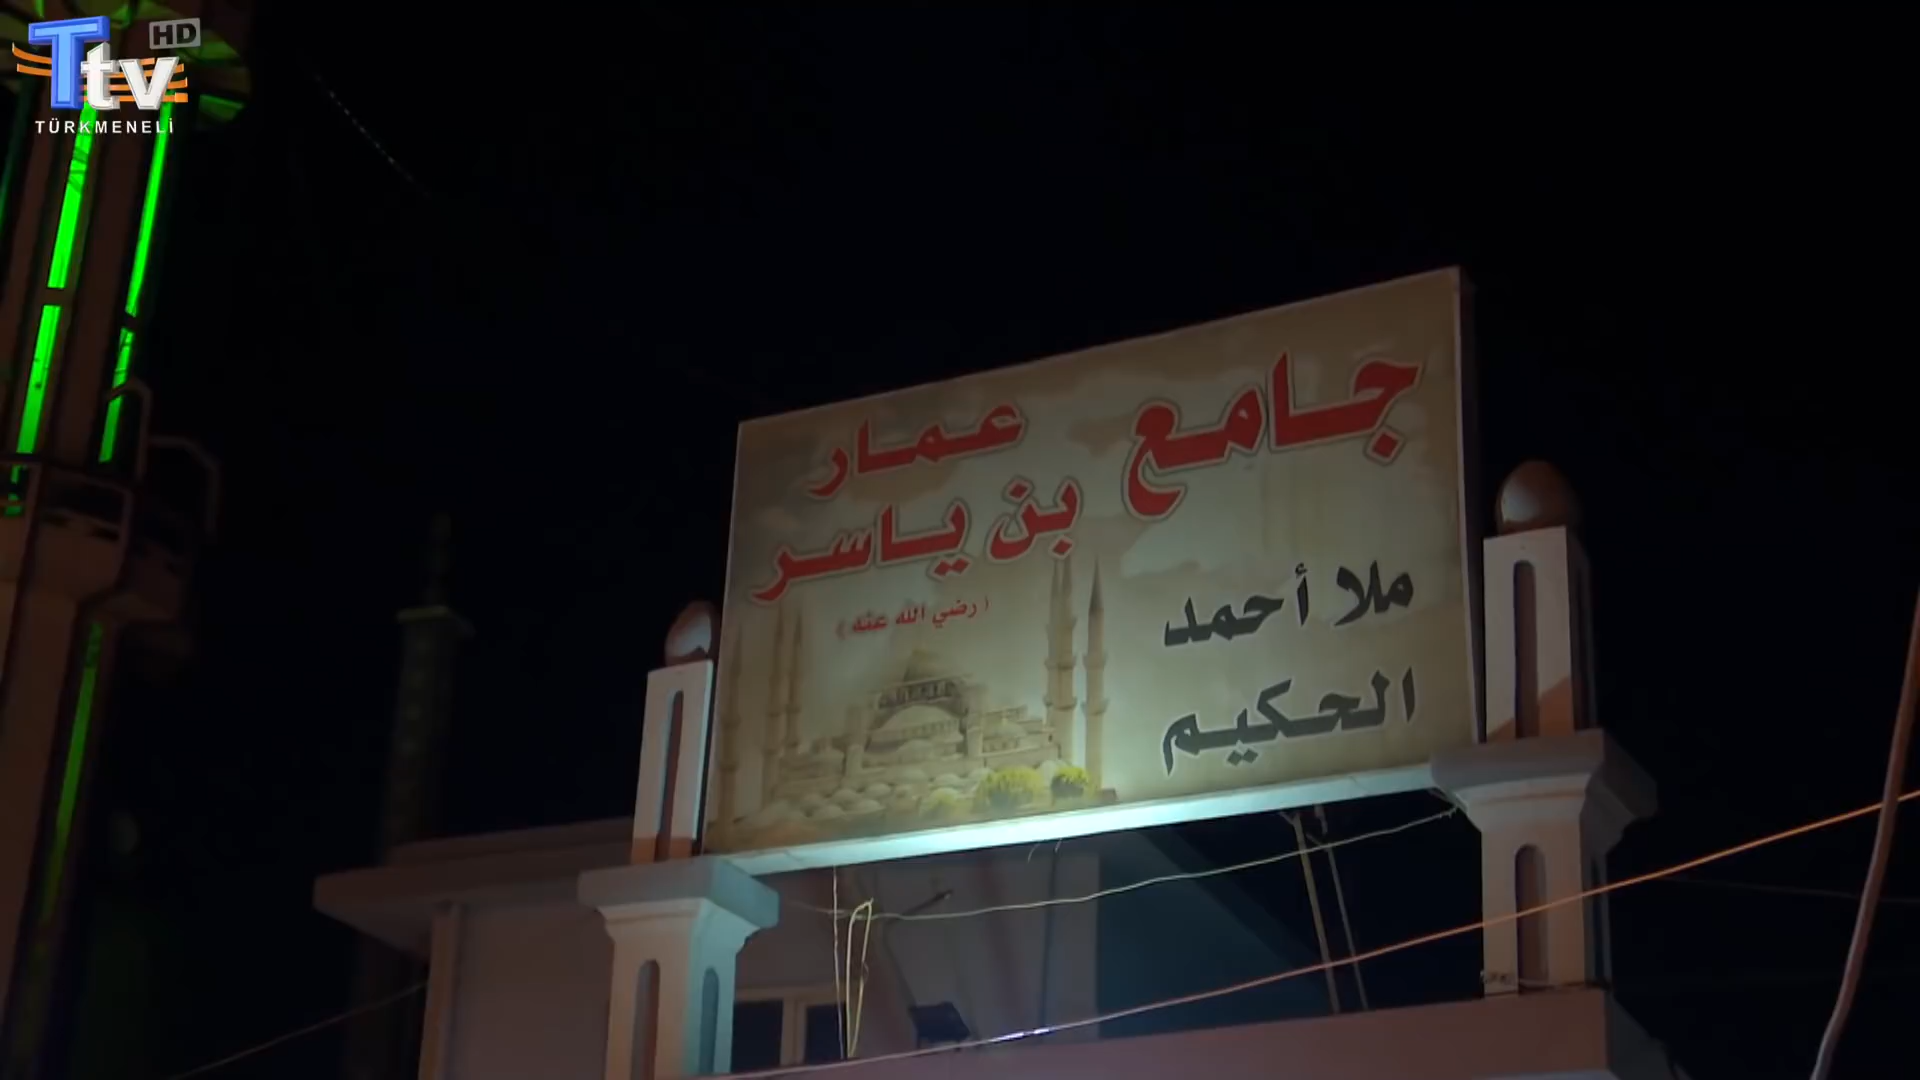 Ttv HD
TÜRKMENELİ
جامع عمار
بن ياسر
(رضي الله عنه)
ملا أحمد
الحكيم